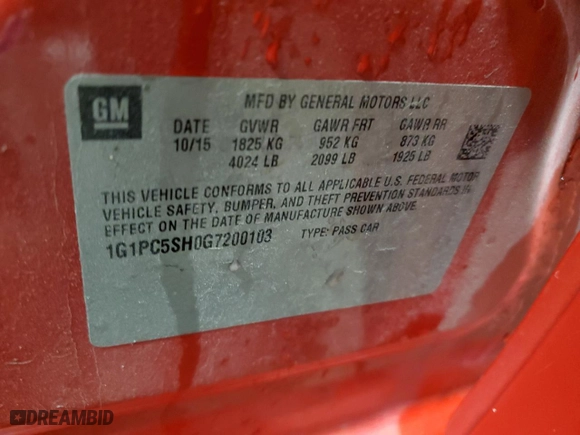 GM
MFD BY GENERAL MOTORS LLC
DATE GVWR GAWR FRT GAWR RR
10/15 1825 KG 952 KG 873 KG
4024 LB 2099 LB 1925 LB
THIS VEHICLE CONFORMS TO ALL APPLICABLE U.S. FEDERAL MOTOR
VEHICLE SAFETY, BUMPER, AND THEFT PREVENTION STANDARDS IN
EFFECT ON THE DATE OF MANUFACTURE SHOWN ABOVE.
1G1PC5SH0G7200103 TYPE: PASS CAR
DREAMBID